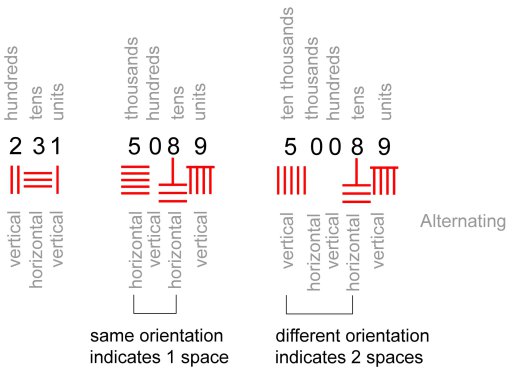 hundreds
tens
units
thousands
hundreds
tens
units
ten thousands
thousands
hundreds
tens
units
2 3 1
5 0 8 9
5 0 0 8 9
vertical
horizontal
vertical
horizontal
vertical
horizontal
vertical
vertical
horizontal
vertical
horizontal
vertical
Alternating
same orientation
indicates 1 space
different orientation
indicates 2 spaces